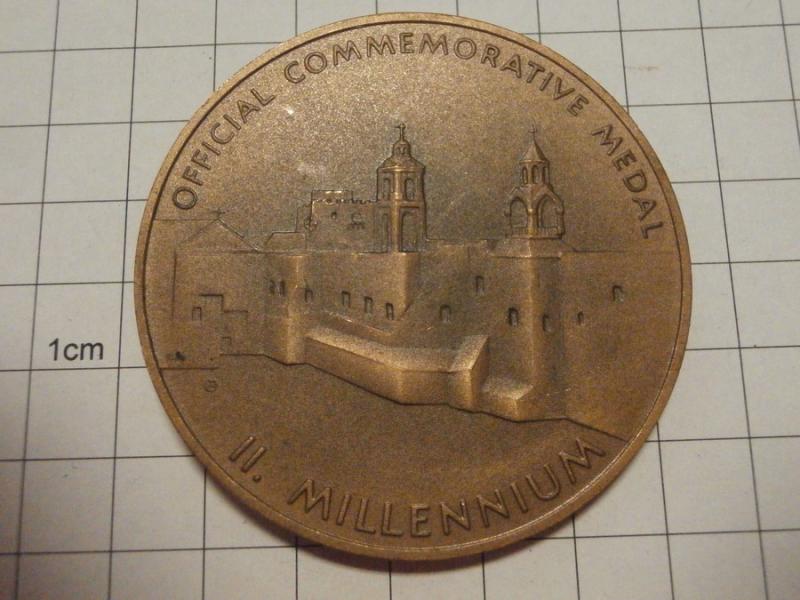 OFFICIAL COMMEMORATIVE MEDAL
1cm
II. MILLENNIUM